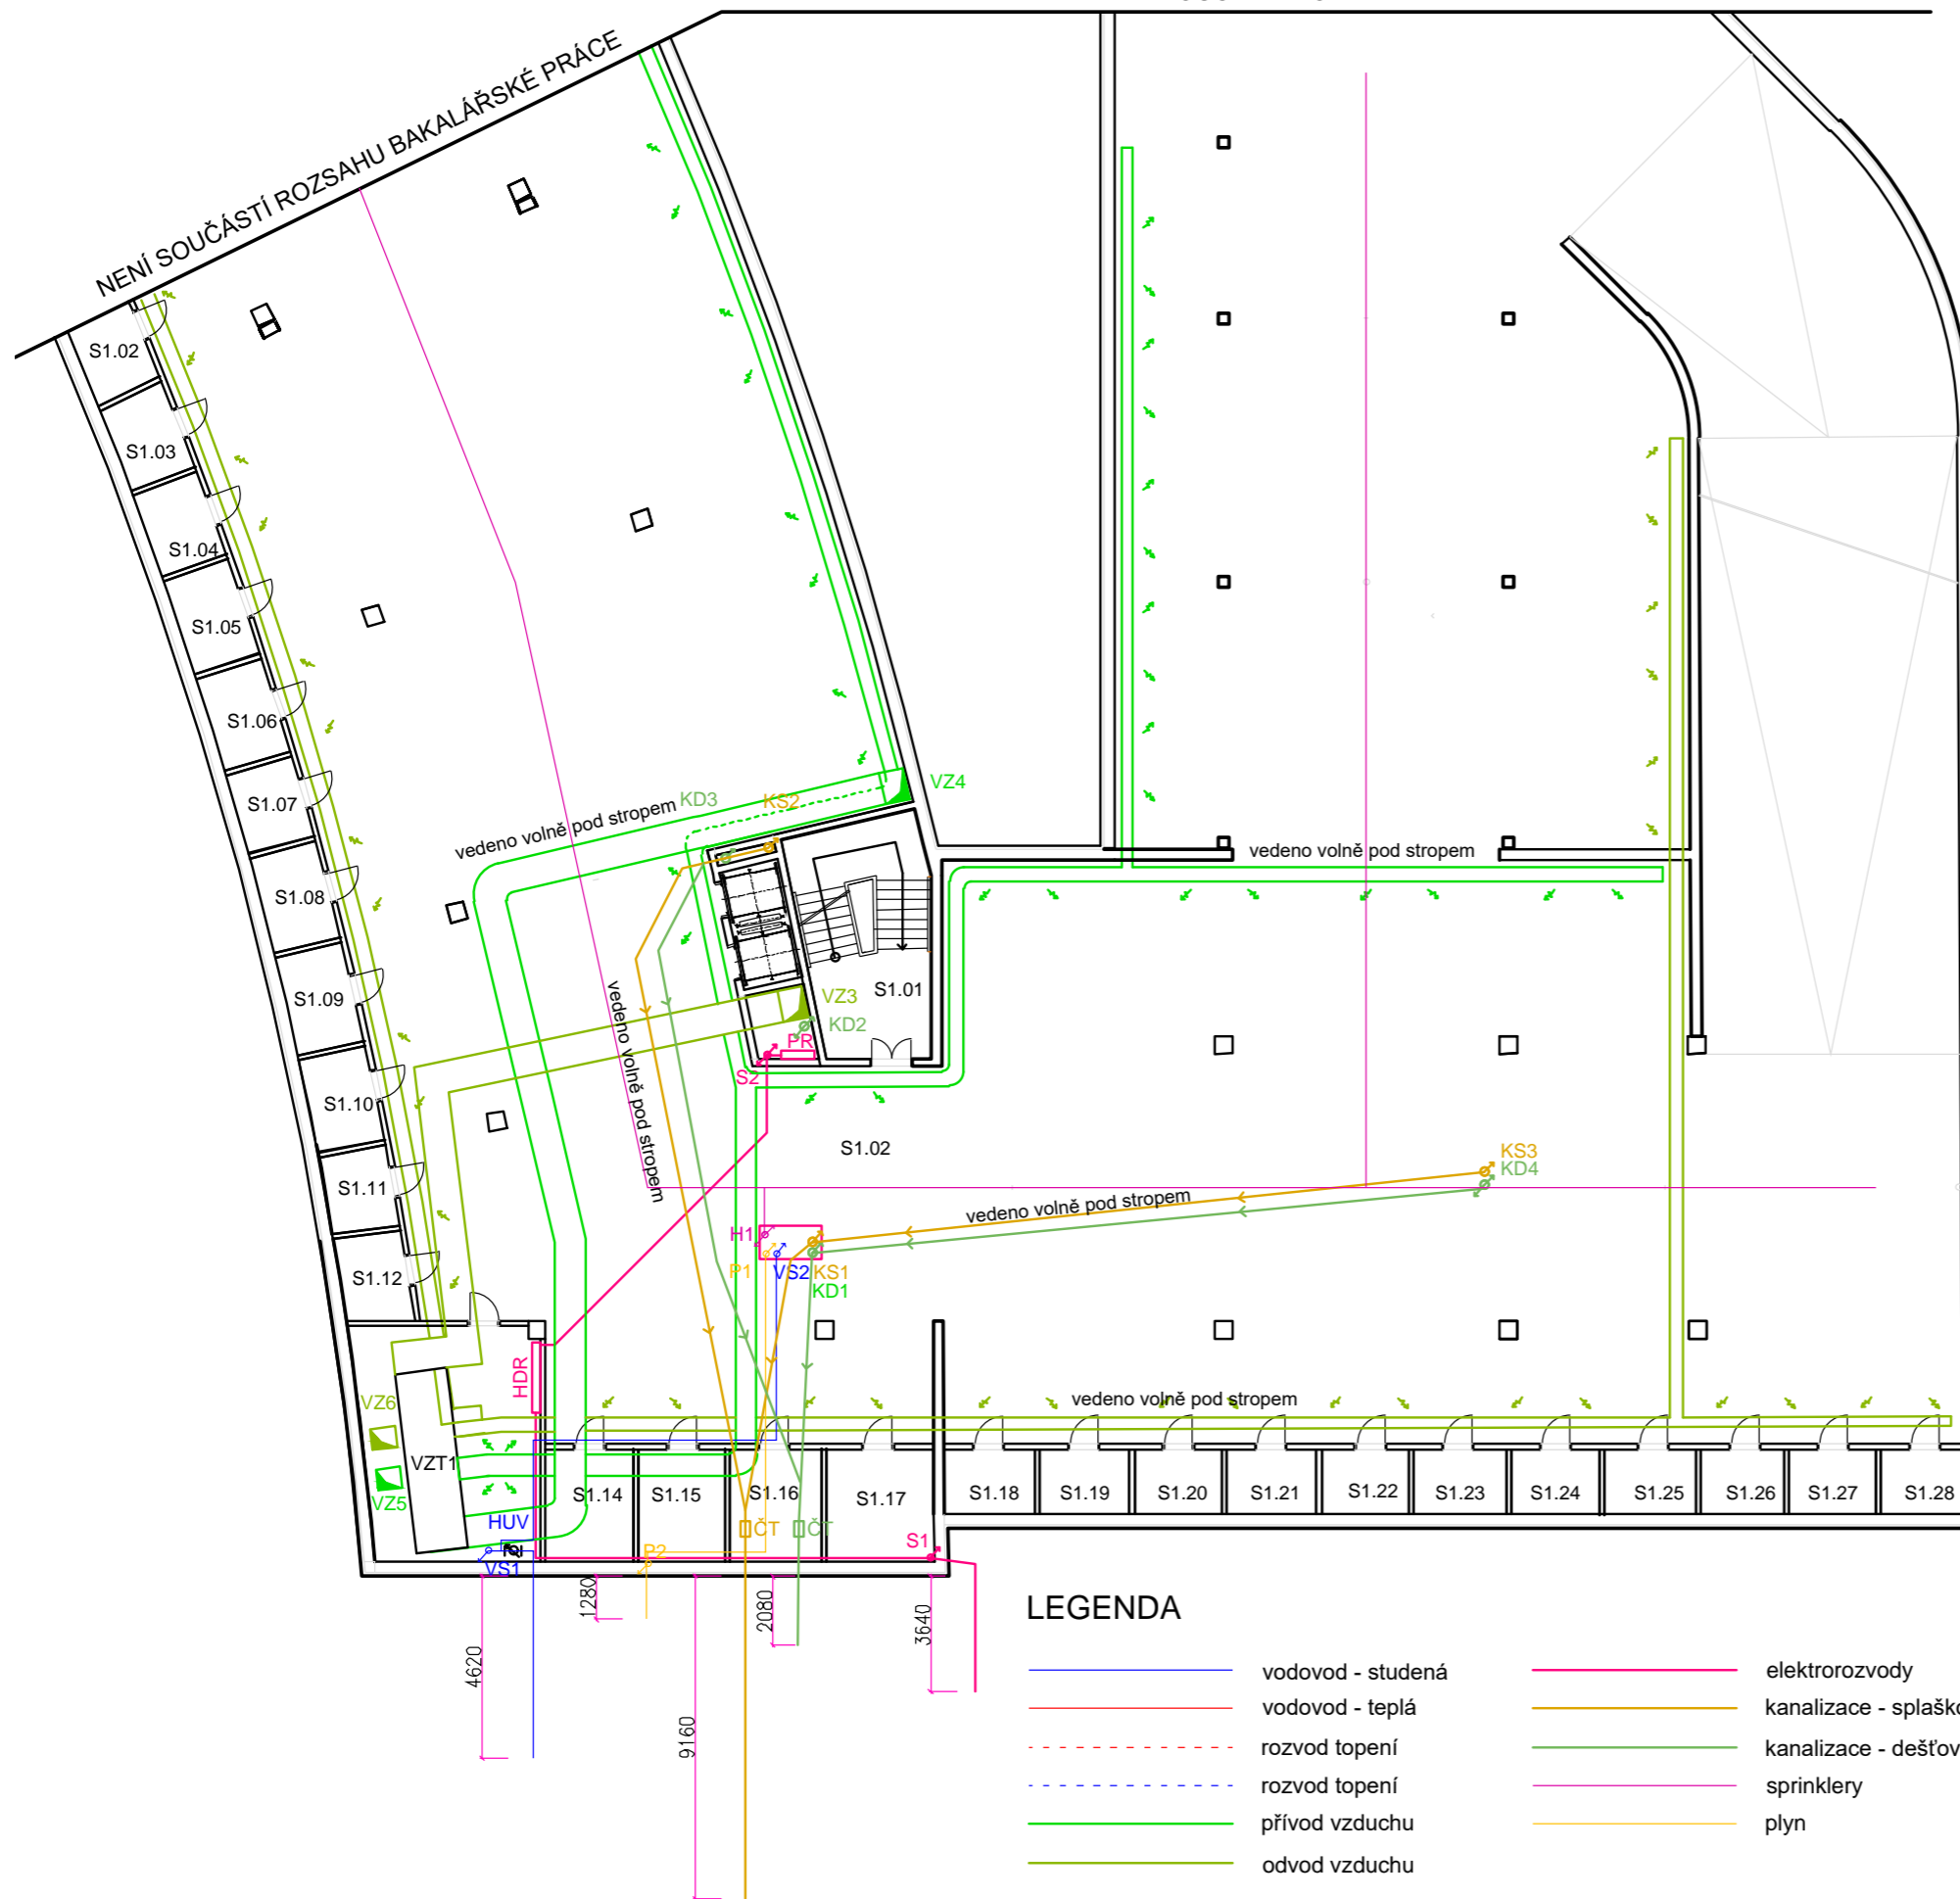 NENÍ SOUČÁSTÍ ROZSAHU BAKALÁŘSKÉ PRÁCE
S1.02
S1.03
S1.04
S1.05
S1.06
S1.07
S1.08
S1.09
S1.10
S1.11
S1.12
vedeno volně pod stropem
KD3
KS2
VZ4
vedeno volně pod stropem
S1.01
VZ3
KD2
PR
S2
vedeno volně pod stropem
S1.02
KS3
KD4
vedeno volně pod stropem
H1
P1
VS2
KS1
KD1
HDR
vedeno volně pod stropem
VZ6
VZT1
VZ5
HUV
VS1
S1.14
S1.15
S1.16
S1.17
S1.18
S1.19
S1.20
S1.21
S1.22
S1.23
S1.24
S1.25
S1.26
S1.27
S1.28
ČT
ČT
P2
S1
4620
1280
9160
2080
3640
LEGENDA
vodovod - studená
vodovod - teplá
rozvod topení
rozvod topení
přívod vzduchu
odvod vzduchu
elektrorozvody
kanalizace - splaško
kanalizace - dešťov
sprinklery
plyn